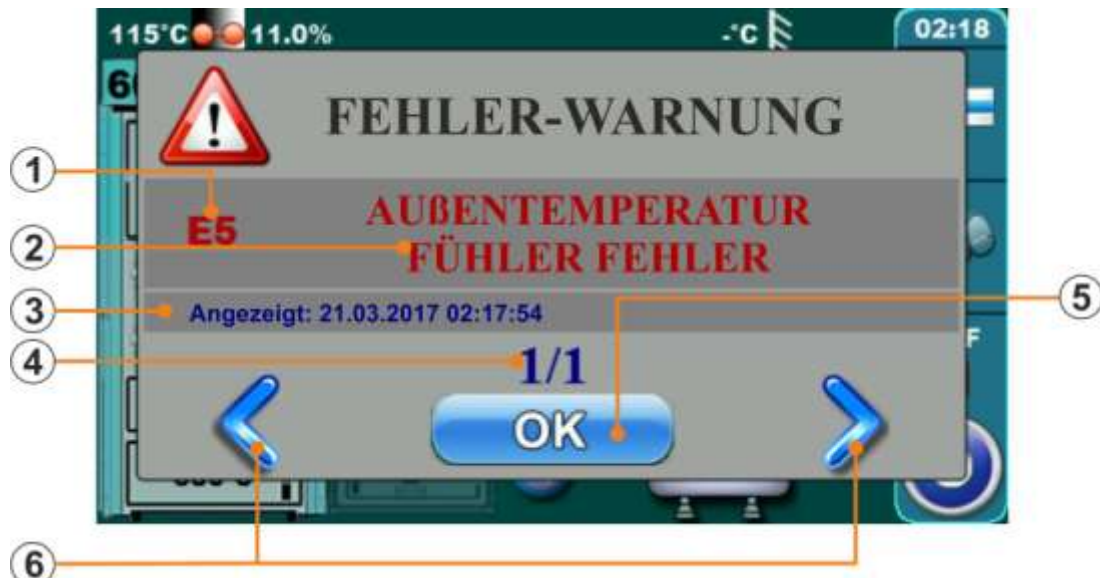 115°C 11.0% -°C 02:18
FEHLER-WARNUNG
1
E5
AUßENTEMPERATUR
2
FÜHLER FEHLER
3
Angezeigt: 21.03.2017 02:17:54
5
4
1/1
OK
6